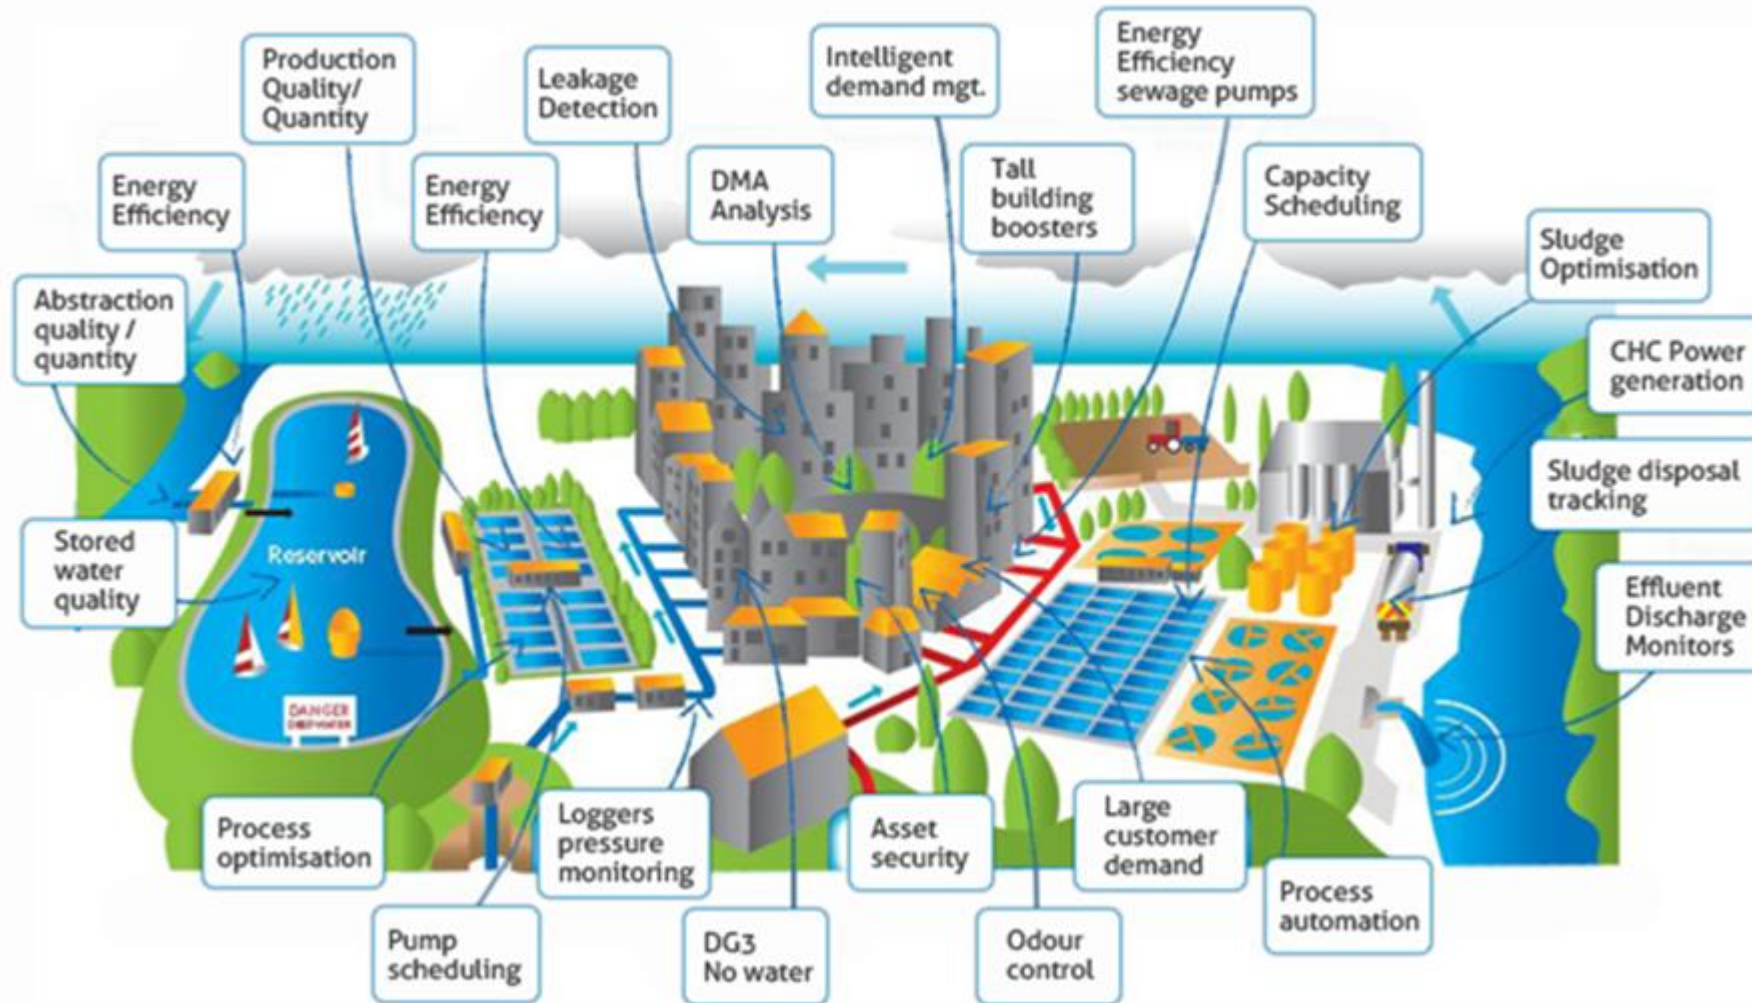 Production
Quality/
Quantity
Leakage
Detection
Intelligent
demand mgt.
Energy
Efficiency
sewage pumps
Energy
Efficiency
Energy
Efficiency
DMA
Analysis
Tall
building
boosters
Capacity
Scheduling
Sludge
Optimisation
Abstraction
quality /
quantity
CHC Power
generation
Sludge disposal
tracking
Stored
water
quality
Reservoir
Effluent
Discharge
Monitors
DANGER
DEEP WATER
Process
optimisation
Loggers
pressure
monitoring
Asset
security
Large
customer
demand
Process
automation
Pump
scheduling
DG3
No water
Odour
control